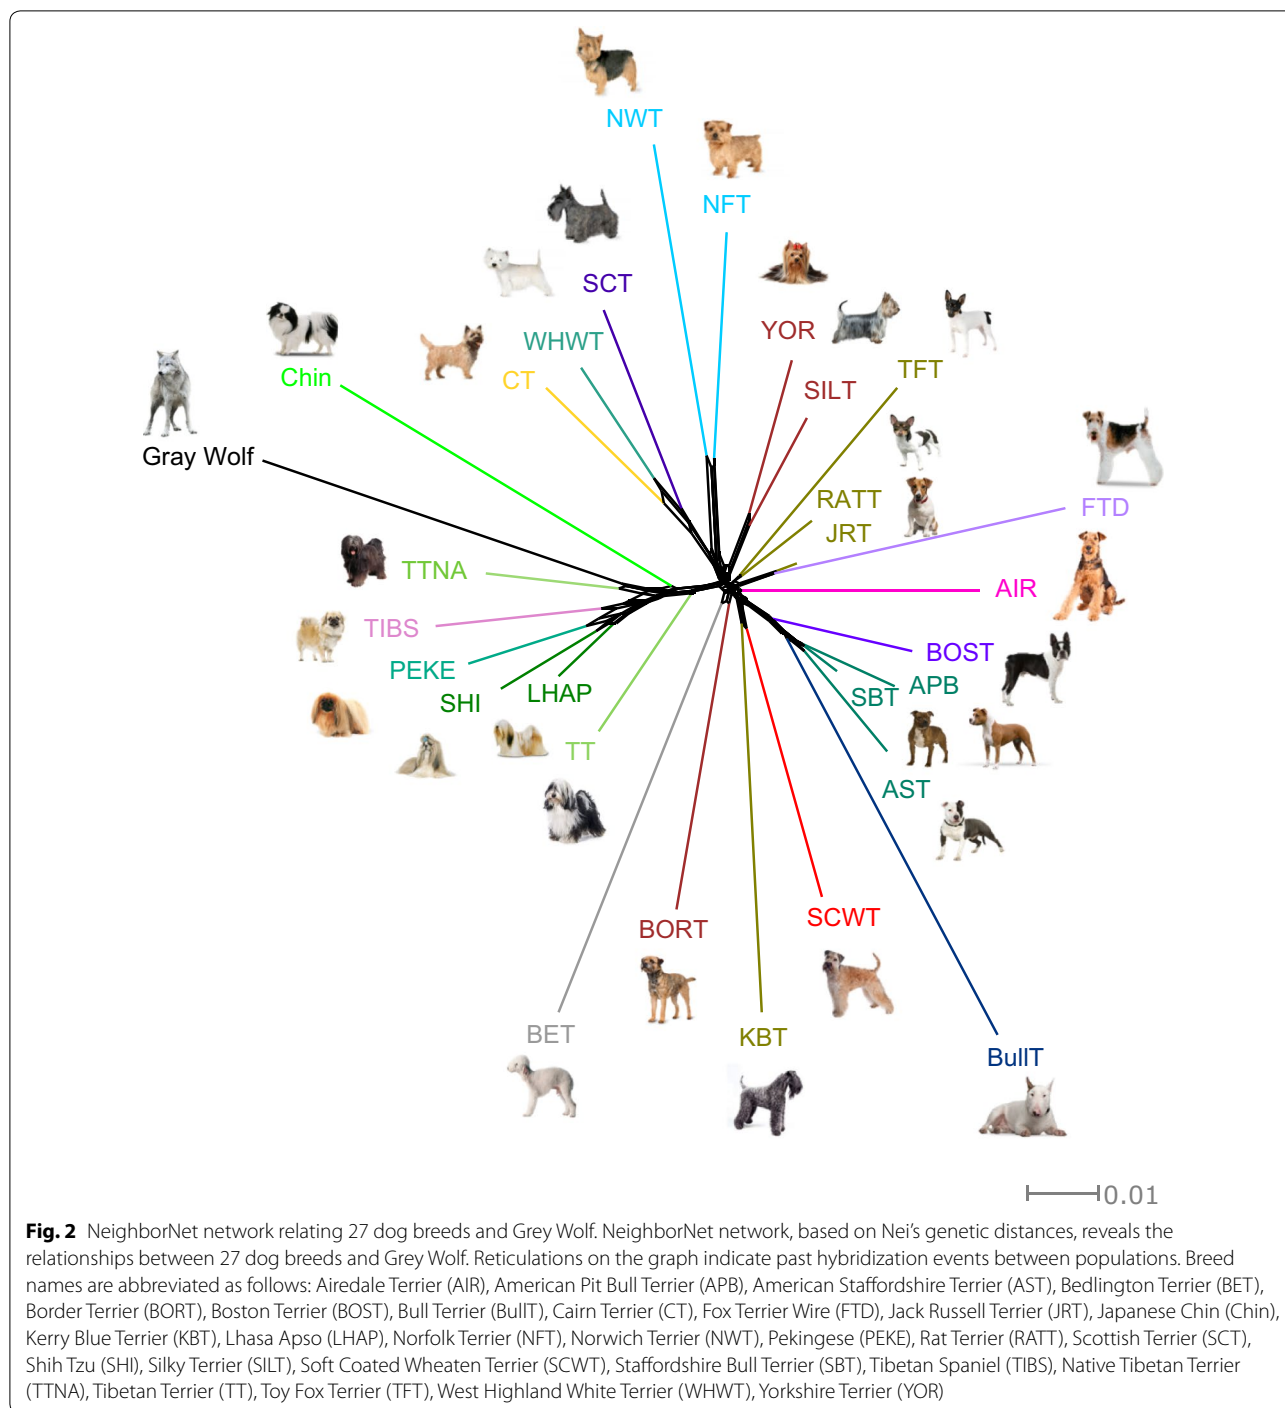 NWT
NFT
SCT
YOR
WHWT
TFT
Chin
CT
SILT
Gray Wolf
RATT
FTD
JRT
TTNA
AIR
TIBS
BOST
PEKE
APB
SHI
LHAP
SBT
TT
AST
SCWT
BORT
BET
KBT
BullT
0.01
Fig. 2 NeighborNet network relating 27 dog breeds and Grey Wolf. NeighborNet network, based on Nei’s genetic distances, reveals the
relationships between 27 dog breeds and Grey Wolf. Reticulations on the graph indicate past hybridization events between populations. Breed
names are abbreviated as follows: Airedale Terrier (AIR), American Pit Bull Terrier (APB), American Staffordshire Terrier (AST), Bedlington Terrier (BET),
Border Terrier (BORT), Boston Terrier (BOST), Bull Terrier (BullT), Cairn Terrier (CT), Fox Terrier Wire (FTD), Jack Russell Terrier (JRT), Japanese Chin (Chin),
Kerry Blue Terrier (KBT), Lhasa Apso (LHAP), Norfolk Terrier (NFT), Norwich Terrier (NWT), Pekingese (PEKE), Rat Terrier (RATT), Scottish Terrier (SCT),
Shih Tzu (SHI), Silky Terrier (SILT), Soft Coated Wheaten Terrier (SCWT), Staffordshire Bull Terrier (SBT), Tibetan Spaniel (TIBS), Native Tibetan Terrier
(TTNA), Tibetan Terrier (TT), Toy Fox Terrier (TFT), West Highland White Terrier (WHWT), Yorkshire Terrier (YOR)